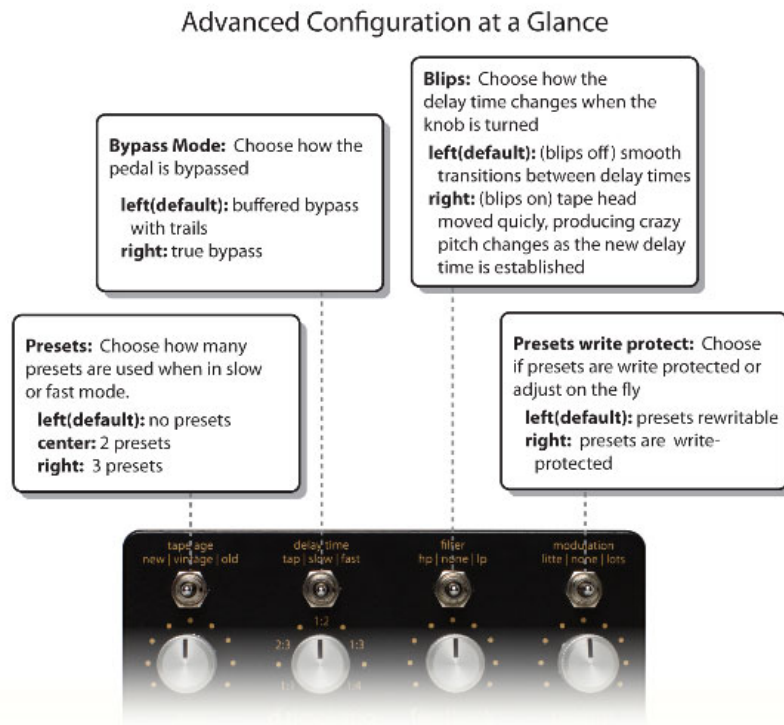 Advanced Configuration at a Glance
Blips: Choose how the
delay time changes when the
knob is turned
left(default): (blips off) smooth
transitions between delay times
right: (blips on) tape head
moved quicly, producing crazy
pitch changes as the new delay
time is established
Bypass Mode: Choose how the
pedal is bypassed
left(default): buffered bypass
with trails
right: true bypass
Presets: Choose how many
presets are used when in slow
or fast mode.
left(default): no presets
center: 2 presets
right: 3 presets
Presets write protect: Choose
if presets are write protected or
adjust on the fly
left(default): presets rewritable
right: presets are write-
protected
tape age
new | vintage | old
delay time
tap | slow | fast
filter
hp | none | lp
modulation
litte | none | lots
1:2
2:3 1:3
1:1 1:4